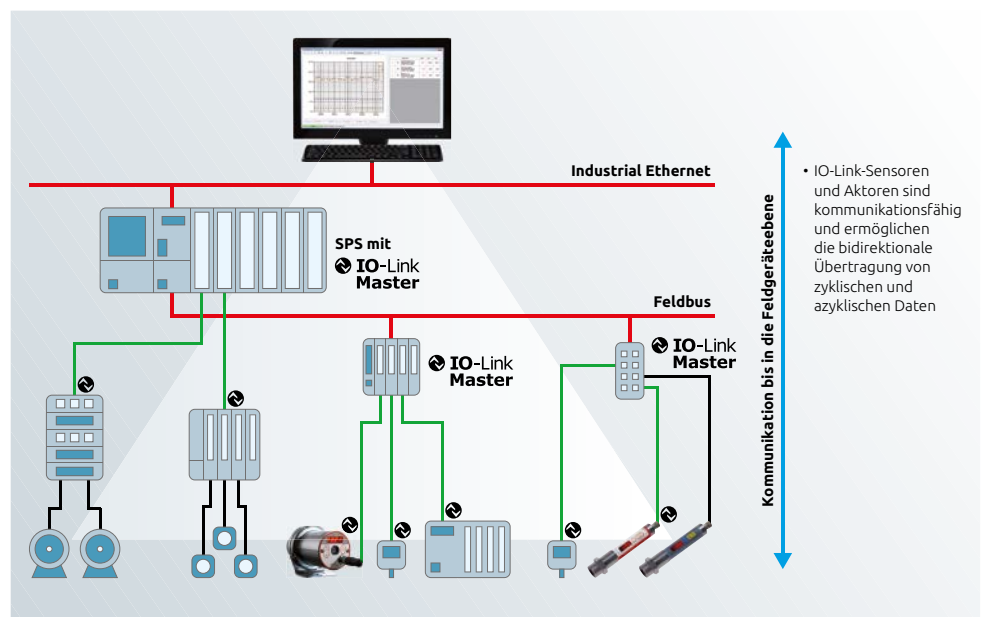 Industrial Ethernet
SPS mit
IO-Link
Master
Feldbus
IO-Link
Master
IO-Link
Master
Kommunikation bis in die Feldgeräteebene
• IO-Link-Sensoren
und Aktoren sind
kommunikationsfähig
und ermöglichen
die bidirektionale
Übertragung von
zyklischen und
azyklischen Daten